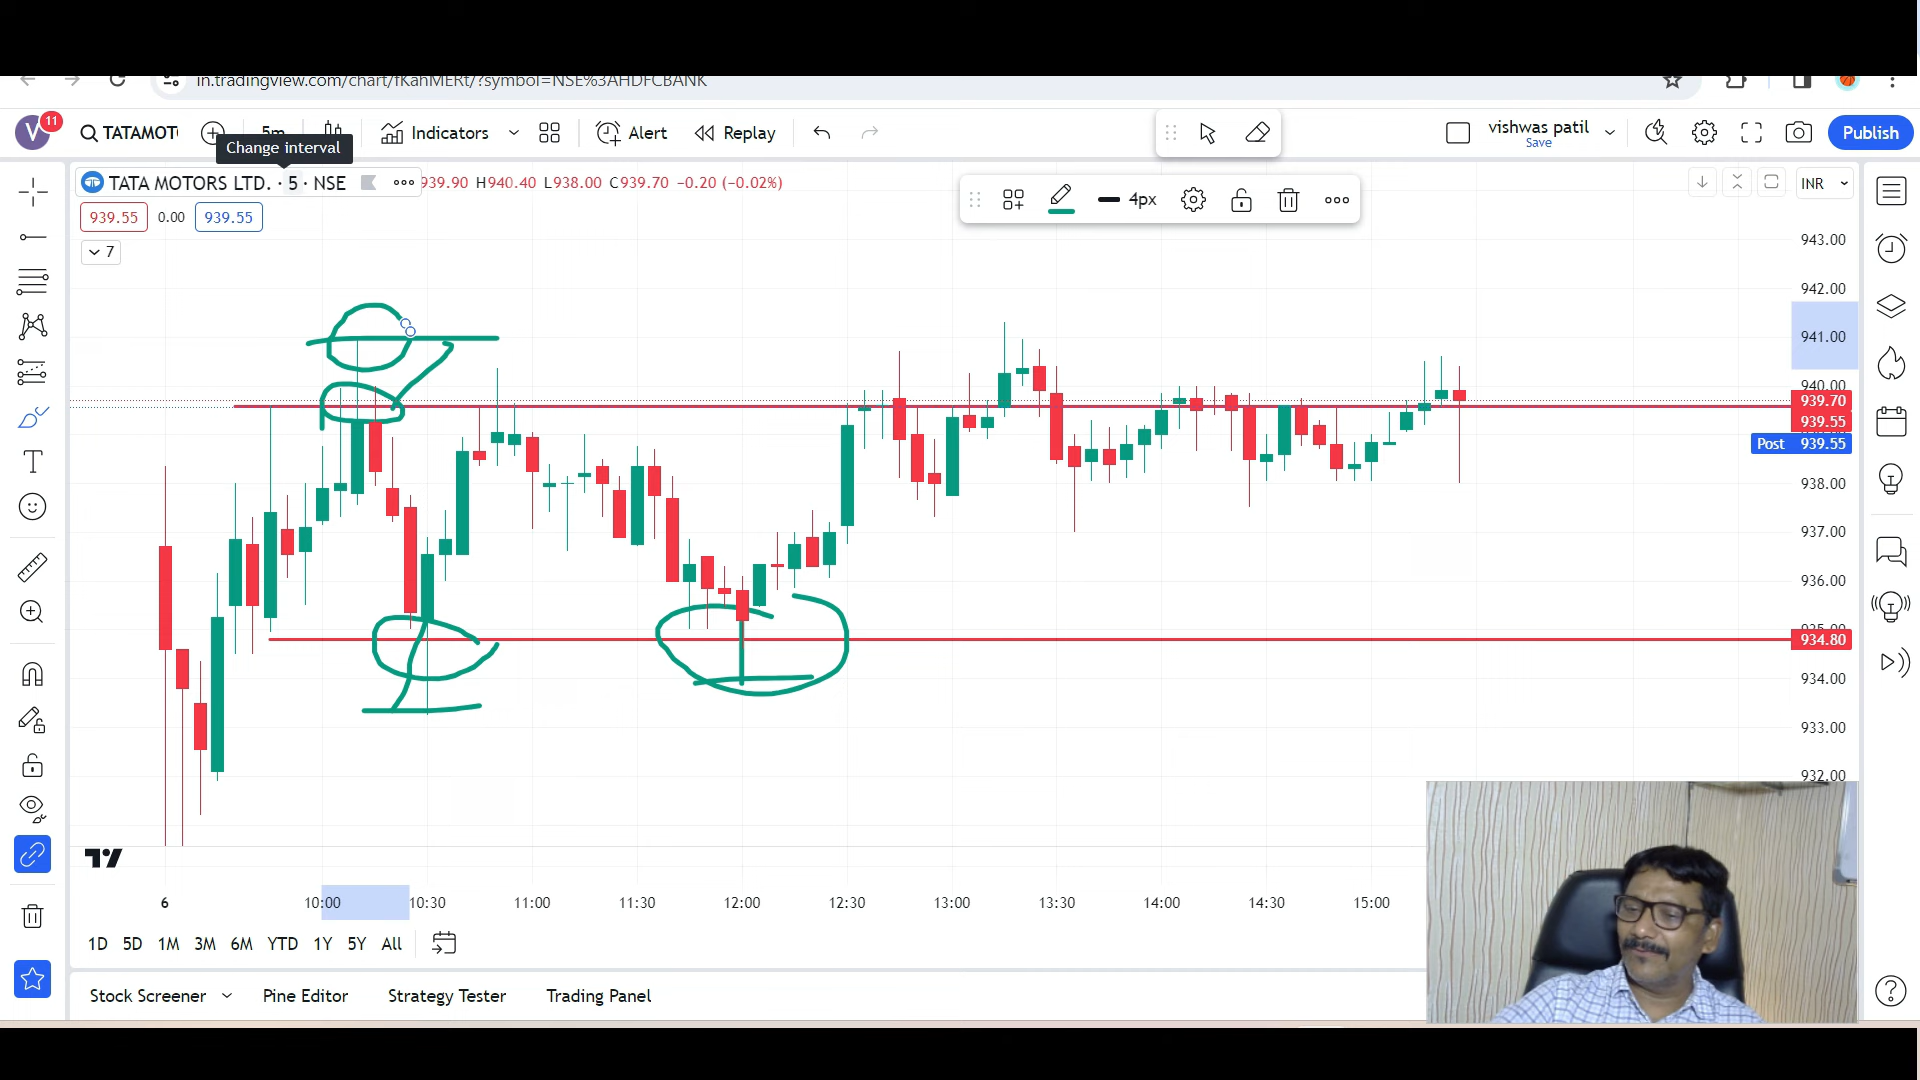 in.tradingview.com/chart/fKahMERt/?symbol=NSE%3AHDFCBANK
V 11 TATAMOT 5m Indicators Alert Replay vishwas patil Save Publish
Change interval
TATA MOTORS LTD. · 5 · NSE 939.90 H940.40 L938.00 C939.70 −0.20 (−0.02%)
4px
INR
939.55 0.00 939.55
7
943.00
942.00
941.00
940.00
939.70
939.55
Post 939.55
938.00
937.00
936.00
935.00
934.80
934.00
933.00
932.00
6 10:00 10:30 11:00 11:30 12:00 12:30 13:00 13:30 14:00 14:30 15:00
1D 5D 1M 3M 6M YTD 1Y 5Y All
Stock Screener Pine Editor Strategy Tester Trading Panel